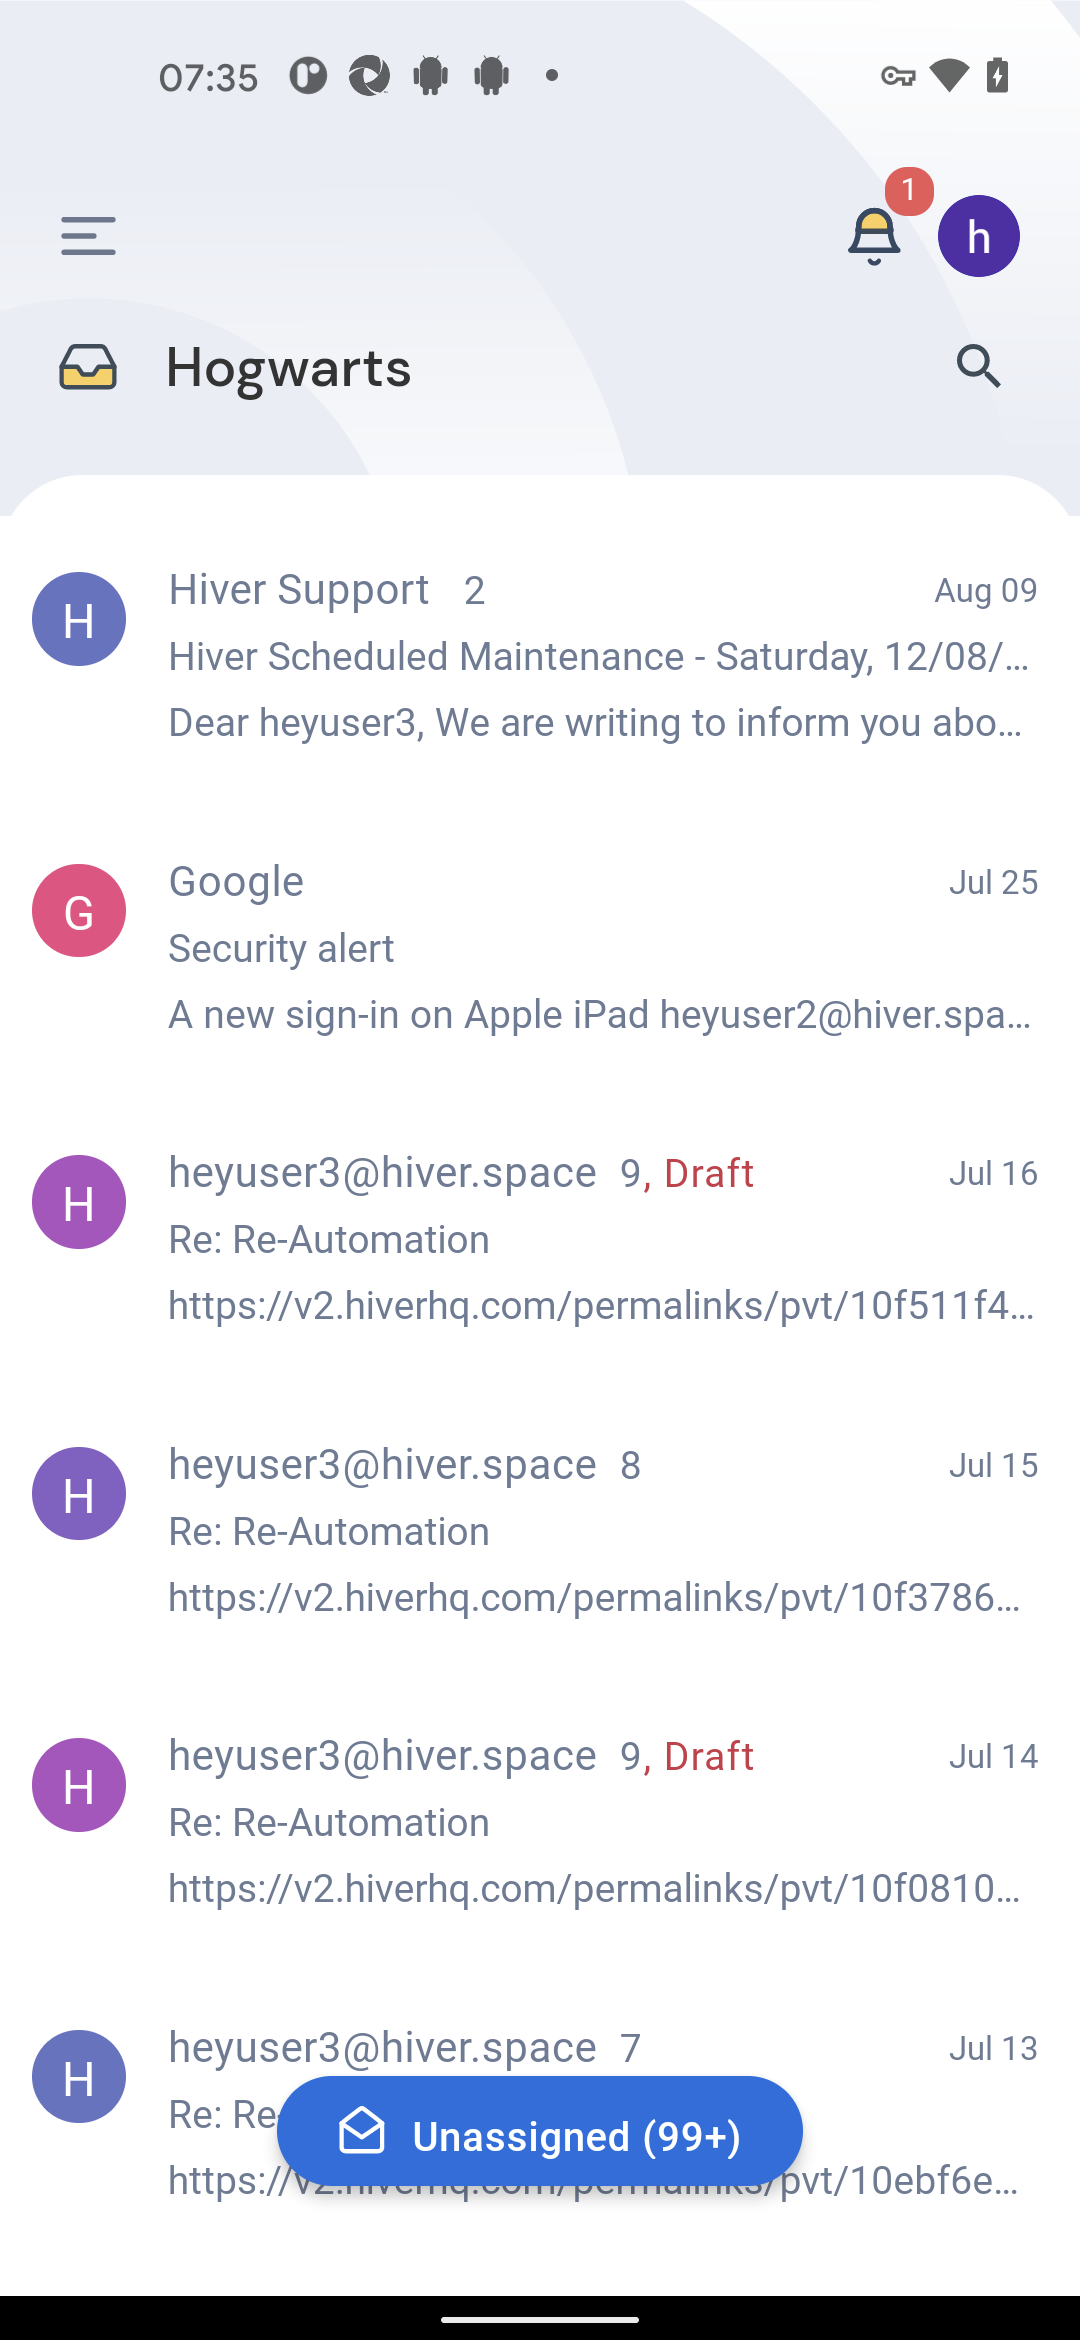 07:35
1
h
Hogwarts
H
Hiver Support 2
Aug 09
Hiver Scheduled Maintenance - Saturday, 12/08/...
Dear heyuser3, We are writing to inform you abo...
G
Google
Jul 25
Security alert
A new sign-in on Apple iPad heyuser2@hiver.spa...
H
heyuser3@hiver.space 9, Draft
Jul 16
Re: Re-Automation
https://v2.hiverhq.com/permalinks/pvt/10f511f4...
H
heyuser3@hiver.space 8
Jul 15
Re: Re-Automation
https://v2.hiverhq.com/permalinks/pvt/10f3786...
H
heyuser3@hiver.space 9, Draft
Jul 14
Re: Re-Automation
https://v2.hiverhq.com/permalinks/pvt/10f0810...
H
heyuser3@hiver.space 7
Jul 13
Re: Re-
Unassigned (99+)
https://v2.hiverhq.com/permalinks/pvt/10ebf6e...